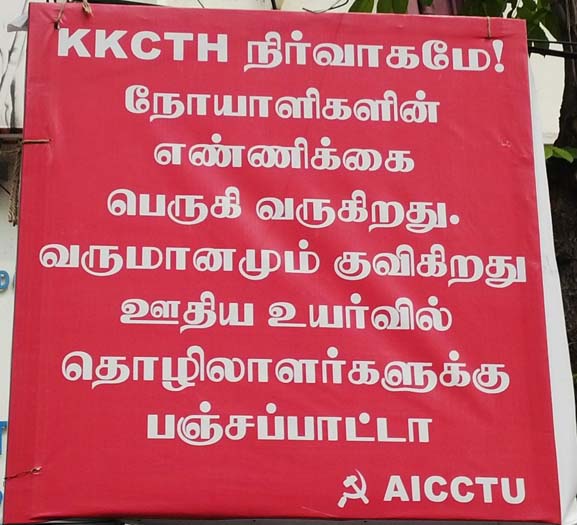 KKCTH நிர்வாகமே!
நோயாளிகளின்
எண்ணிக்கை
பெருகி வருகிறது.
வருமானமும் குவிகிறது
ஊதிய உயர்வில்
தொழிலாளர்களுக்கு
பஞ்சப்பாட்டா
AICCTU